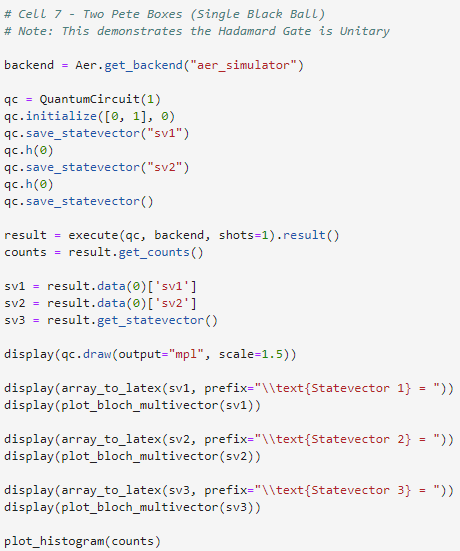 # Cell 7 - Two Pete Boxes (Single Black Ball)
# Note: This demonstrates the Hadamard Gate is Unitary
backend = Aer.get_backend("aer_simulator")
qc = QuantumCircuit(1)
qc.initialize([0, 1], 0)
qc.save_statevector("sv1")
qc.h(0)
qc.save_statevector("sv2")
qc.h(0)
qc.save_statevector()
result = execute(qc, backend, shots=1).result()
counts = result.get_counts()
sv1 = result.data(0)['sv1']
sv2 = result.data(0)['sv2']
sv3 = result.get_statevector()
display(qc.draw(output="mpl", scale=1.5))
display(array_to_latex(sv1, prefix="\\text{Statevector 1} = "))
display(plot_bloch_multivector(sv1))
display(array_to_latex(sv2, prefix="\\text{Statevector 2} = "))
display(plot_bloch_multivector(sv2))
display(array_to_latex(sv3, prefix="\\text{Statevector 3} = "))
display(plot_bloch_multivector(sv3))
plot_histogram(counts)